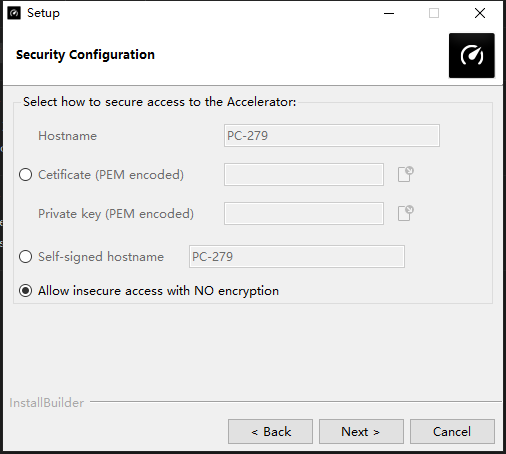 Setup
Security Configuration
Select how to secure access to the Accelerator:
Hostname PC-279
Cetificate (PEM encoded)
Private key (PEM encoded)
Self-signed hostname PC-279
Allow insecure access with NO encryption
InstallBuilder
< Back Next > Cancel